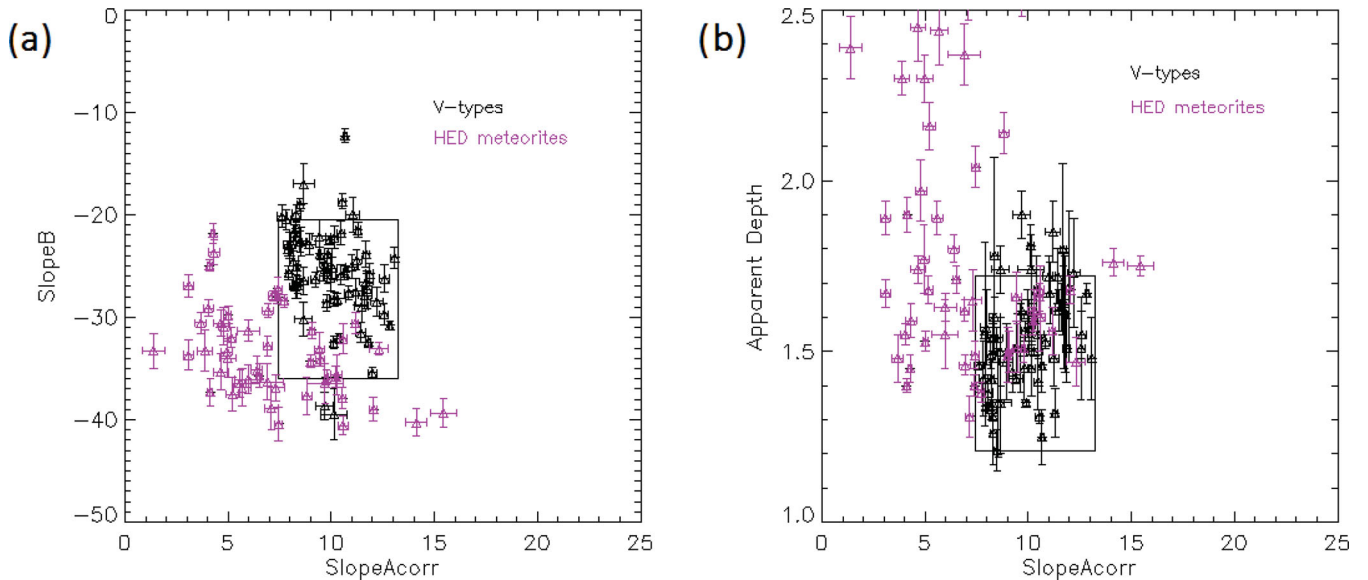 (a)
0
-10
-20
-30
-40
-50
SlopeB
V-types
HED meteorites
0 5 10 15 20 25
SlopeAcorr
(b)
2.5
2.0
1.5
1.0
Apparent Depth
V-types
HED meteorites
0 5 10 15 20 25
SlopeAcorr